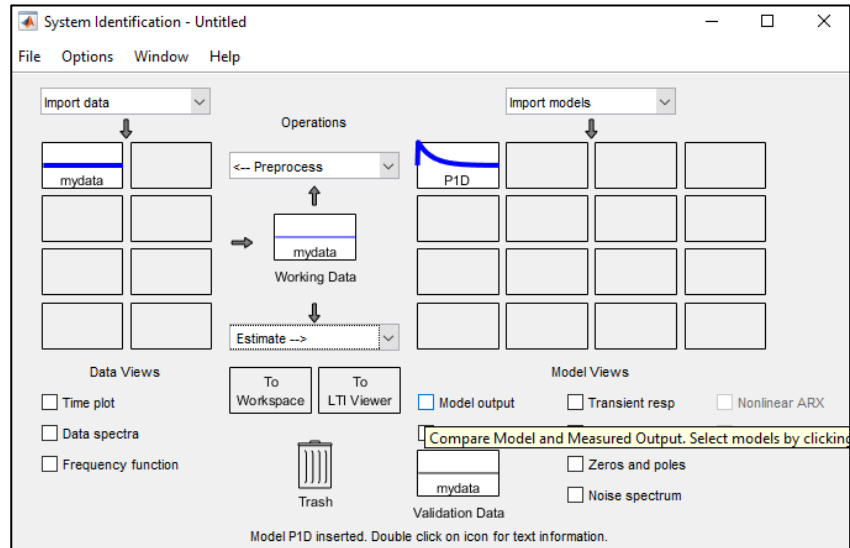 System Identification - Untitled
File Options Window Help
Import data
Import models
Operations
mydata
<-- Preprocess
P1D
mydata
Working Data
Estimate -->
Data Views
Model Views
To Workspace
To LTI Viewer
Time plot
Model output
Transient resp
Nonlinear ARX
Data spectra
Compare Model and Measured Output. Select models by clicking
Frequency function
Zeros and poles
mydata
Noise spectrum
Trash
Validation Data
Model P1D inserted. Double click on icon for text information.